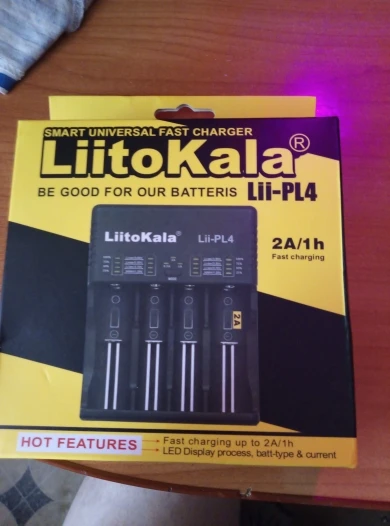 SMART UNIVERSAL FAST CHARGER
LiitoKala®
BE GOOD FOR OUR BATTERIS Lii-PL4
LiitoKala® Lii-PL4
2A/1h
Fast charging
2A
HOT FEATURES
Fast charging up to 2A/1h
LED Display process, batt-type & current